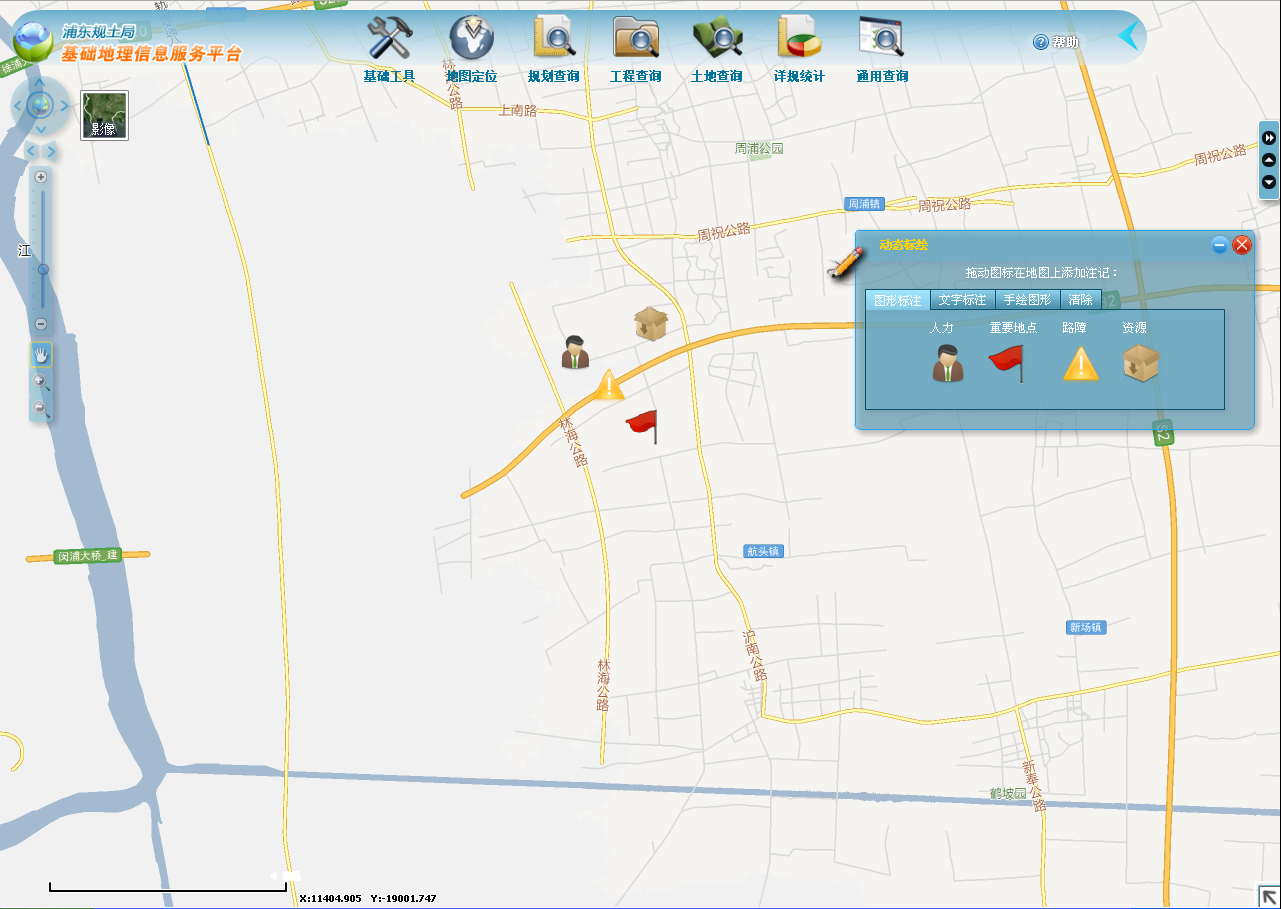 浦东规土局
基础地理信息服务平台
基础工具
地图定位
规划查询
工程查询
土地查询
详规统计
通用查询
帮助
影像
江
林海公路
上南路
周浦公园
周祝公路
周浦镇
周祝公路
周祝公路
动态标绘
拖动图标在地图上添加注记：
图形标注
文字标注
手绘图形
清除
S2
人力
重要地点
路障
资源
林海公路
S2
闵浦大桥_建
航头镇
新场镇
沪南公路
林海公路
新奉公路
鹤坡园
X:11404.905 Y:-19001.747